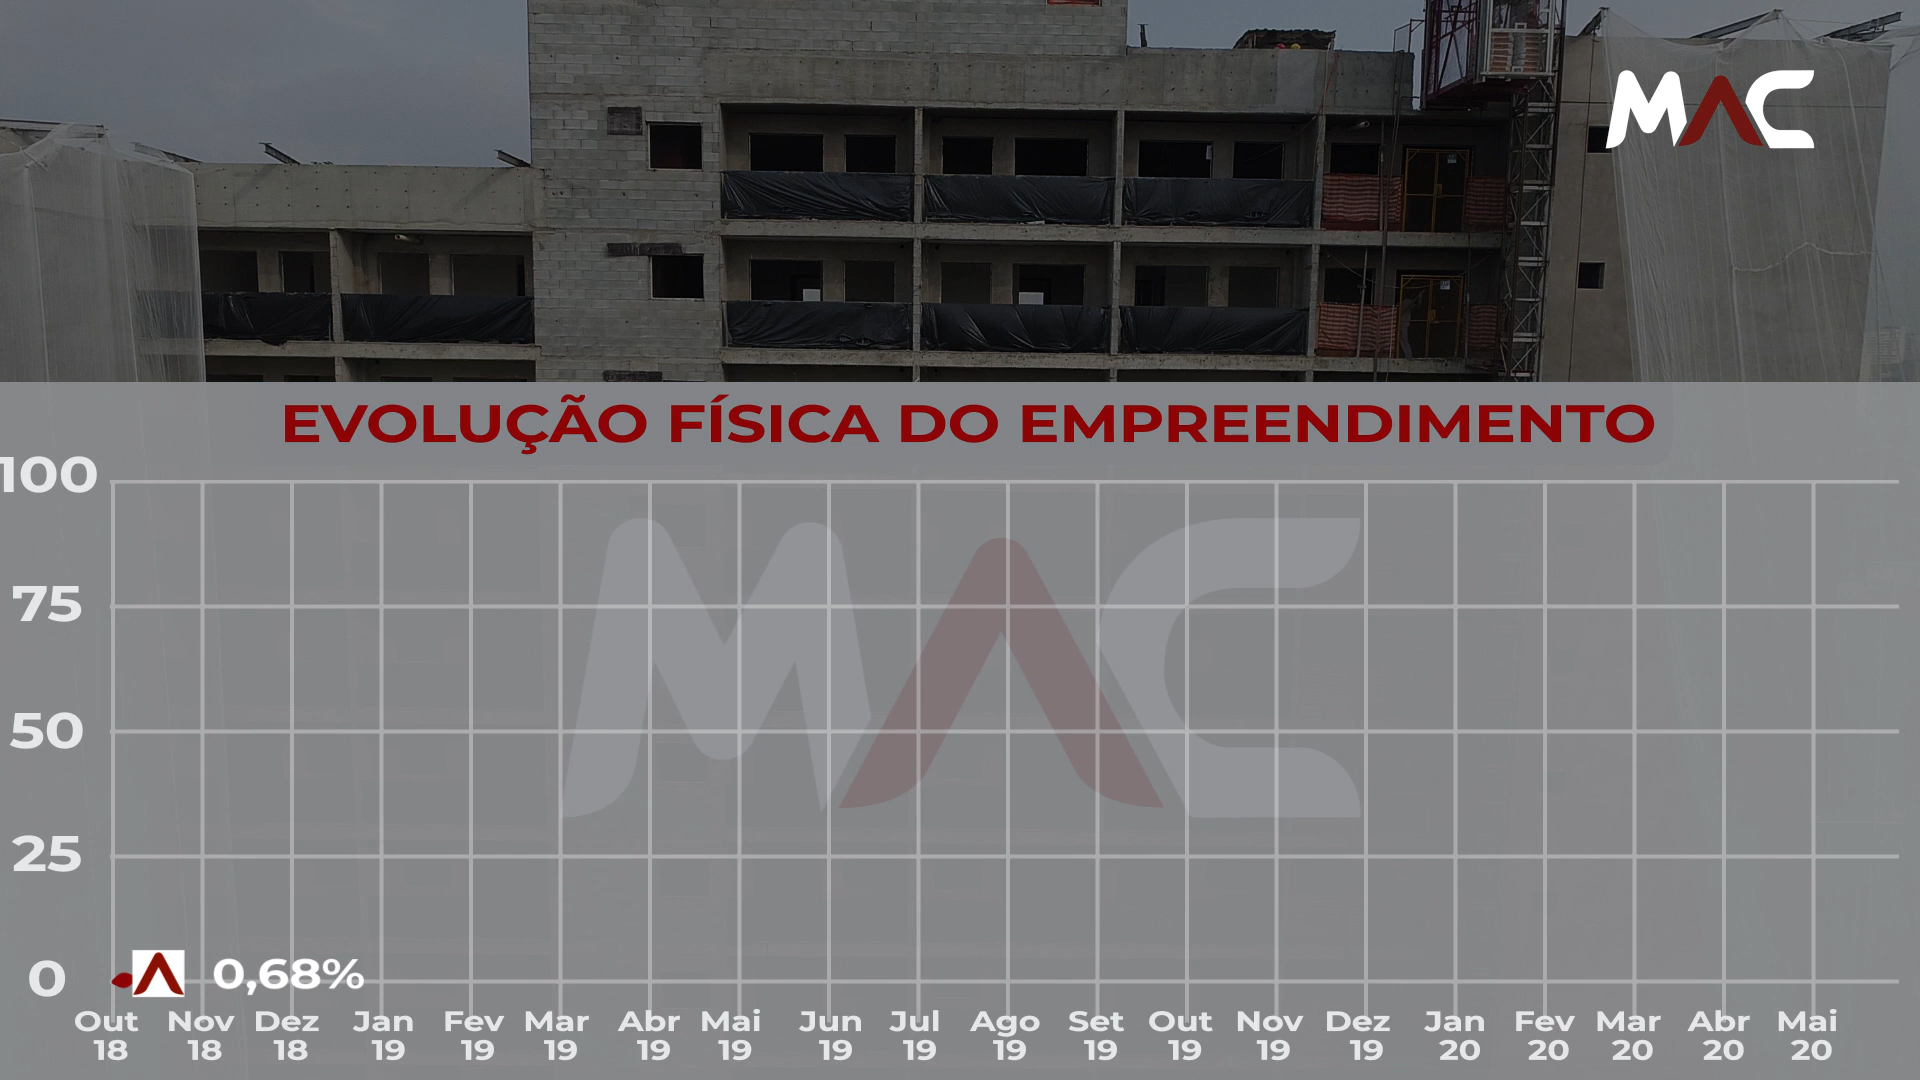 MAC
EVOLUÇÃO FÍSICA DO EMPREENDIMENTO
100
75
MAC
50
25
0
0,68%
Out Nov Dez Jan Fev Mar Abr Mai Jun Jul Ago Set Out Nov Dez Jan Fev Mar Abr Mai
18 18 18 19 19 19 19 19 19 19 19 19 19 19 19 20 20 20 20 20